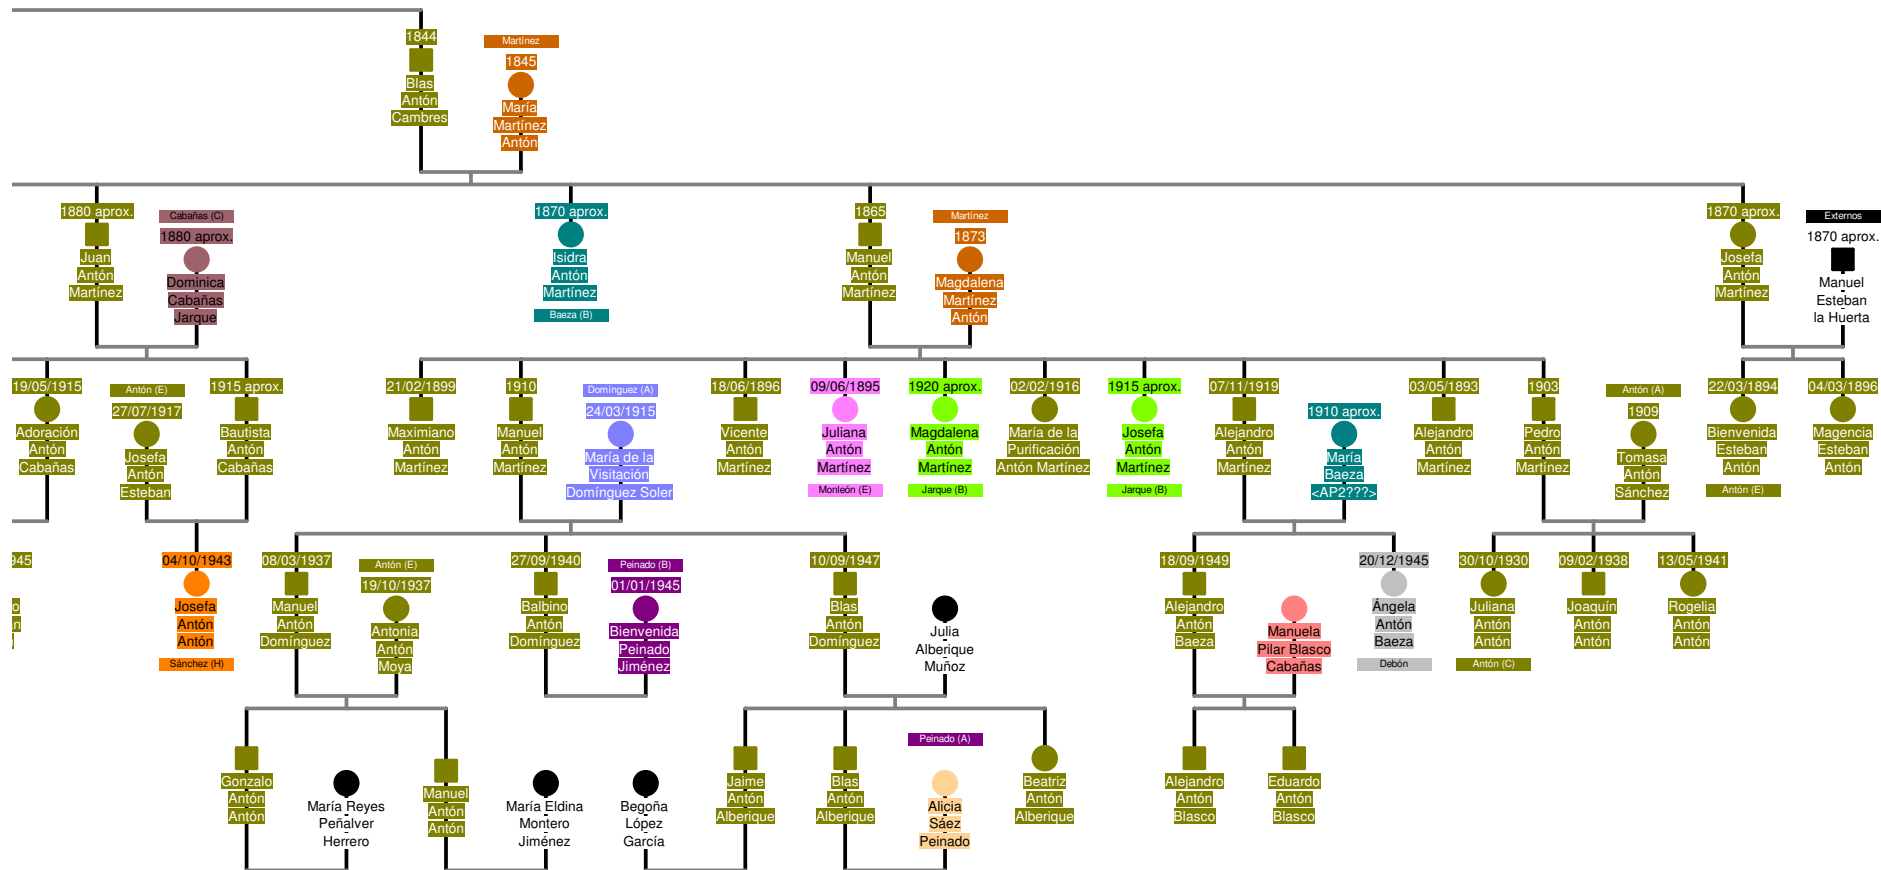 1844
Blas
Antón
Cambres
Martínez
1845
María
Martínez
Antón
1880 aprox.
Juan
Antón
Martínez
Cabañas (C)
1880 aprox.
Dominica
Cabañas
Jarque
1870 aprox.
Isidra
Antón
Martínez
Baeza (B)
1865
Manuel
Antón
Martínez
Martínez
1873
Magdalena
Martínez
Antón
1870 aprox.
Josefa
Antón
Martínez
Externos
1870 aprox.
Manuel
Esteban
la Huerta
19/05/1915
Adoración
Antón
Cabañas
Antón (E)
27/07/1917
Josefa
Antón
Esteban
1915 aprox.
Bautista
Antón
Cabañas
21/02/1899
Maximiano
Antón
Martínez
1910
Manuel
Antón
Martínez
Domínguez (A)
24/03/1915
María de la
Visitación
Domínguez Soler
18/06/1896
Vicente
Antón
Martínez
09/06/1895
Juliana
Antón
Martínez
Monleón (E)
1920 aprox.
Magdalena
Antón
Martínez
Jarque (B)
02/02/1916
María de la
Purificación
Antón Martínez
1915 aprox.
Josefa
Antón
Martínez
Jarque (B)
07/11/1919
Alejandro
Antón
Martínez
1910 aprox.
María
Baeza
<AP2???>
03/05/1893
Alejandro
Antón
Martínez
1903
Pedro
Antón
Martínez
Antón (A)
1909
Tomasa
Antón
Sánchez
22/03/1894
Bienvenida
Esteban
Antón
Antón (E)
04/03/1896
Magencia
Esteban
Antón
945
o
n
04/10/1943
Josefa
Antón
Antón
Sánchez (H)
08/03/1937
Manuel
Antón
Domínguez
Antón (E)
19/10/1937
Antonia
Antón
Moya
27/09/1940
Balbino
Antón
Domínguez
Peinado (B)
01/01/1945
Bienvenida
Peinado
Jiménez
10/09/1947
Blas
Antón
Domínguez
Julia
Alberique
Muñoz
18/09/1949
Alejandro
Antón
Baeza
Manuela
Pilar Blasco
Cabañas
20/12/1945
Ángela
Antón
Baeza
Debón
30/10/1930
Juliana
Antón
Antón
Antón (C)
09/02/1938
Joaquín
Antón
Antón
13/05/1941
Rogelia
Antón
Antón
Gonzalo
Antón
Antón
María Reyes
Peñalver
Herrero
Manuel
Antón
Antón
María Eldina
Montero
Jiménez
Begoña
López
García
Jaime
Antón
Alberique
Blas
Antón
Alberique
Peinado (A)
Alicia
Sáez
Peinado
Beatriz
Antón
Alberique
Alejandro
Antón
Blasco
Eduardo
Antón
Blasco